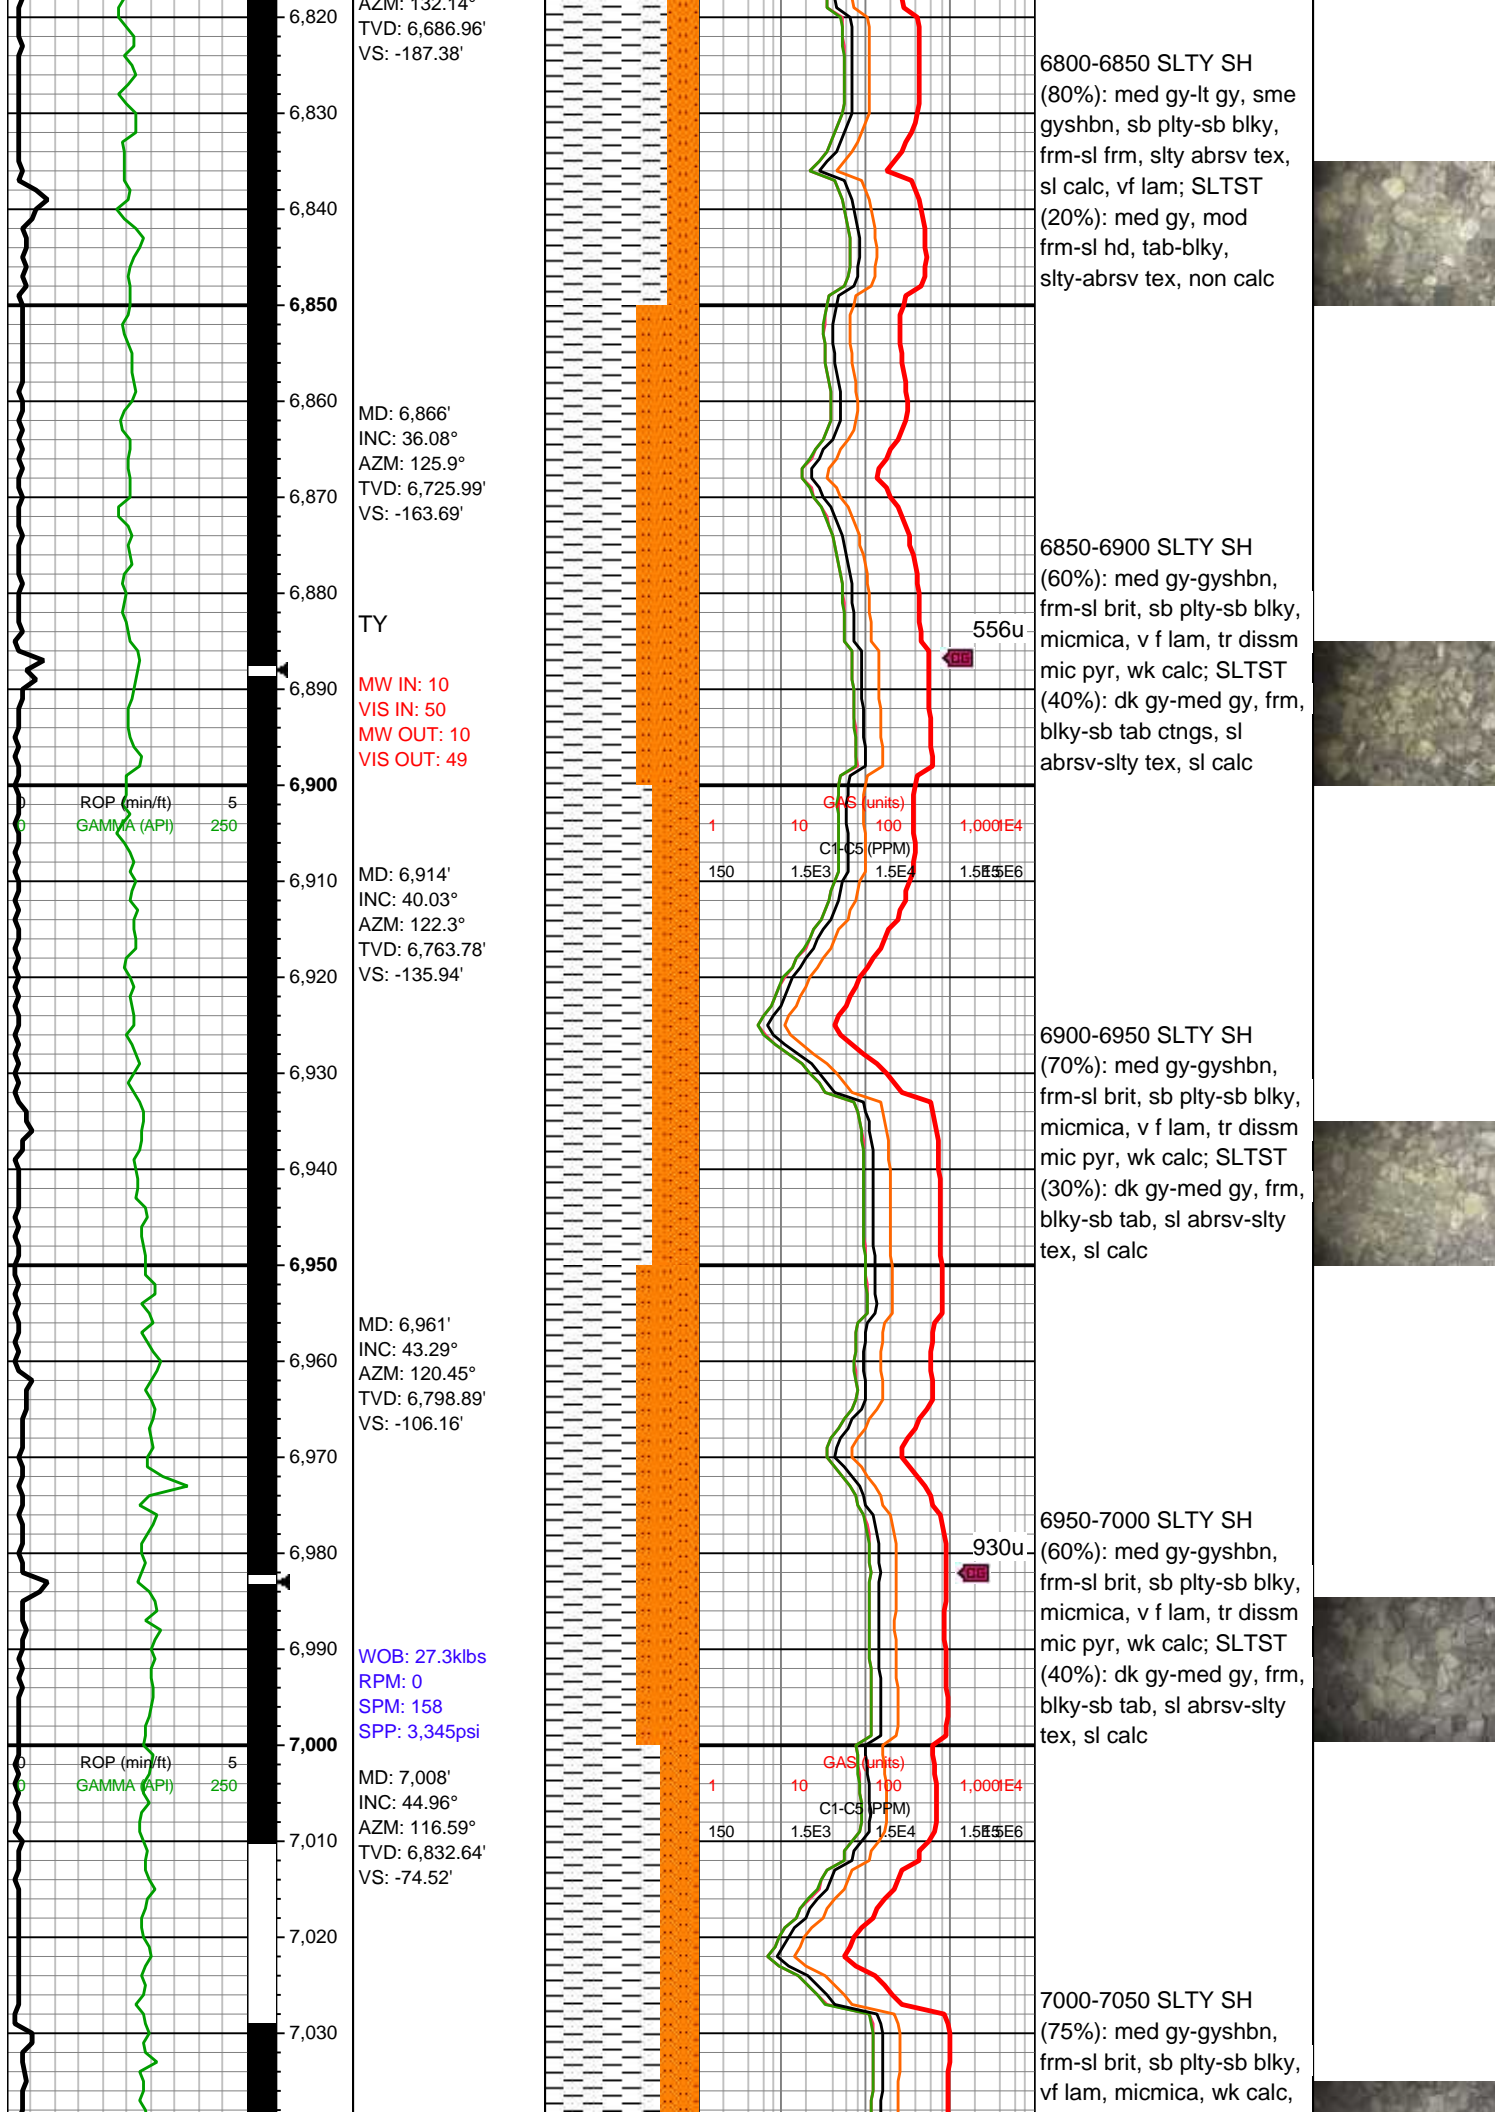 AZM: 132.14°
TVD: 6,686.96'
VS: -187.38'
6,820
6,830
6,840
6,850
6800-6850 SLTY SH
(80%): med gy-lt gy, sme
gyshbn, sb plty-sb blky,
frm-sl frm, slty abrsv tex,
sl calc, vf lam; SLTST
(20%): med gy, mod
frm-sl hd, tab-blky,
slty-abrsv tex, non calc
6,860
6,870
6,880
6,890
6,900
MD: 6,866'
INC: 36.08°
AZM: 125.9°
TVD: 6,725.99'
VS: -163.69'
TY
MW IN: 10
VIS IN: 50
MW OUT: 10
VIS OUT: 49
556u
DG
6850-6900 SLTY SH
(60%): med gy-gyshbn,
frm-sl brit, sb plty-sb blky,
micmica, v f lam, tr dissm
mic pyr, wk calc; SLTST
(40%): dk gy-med gy, frm,
blky-sb tab ctngs, sl
abrsv-slty tex, sl calc
0 ROP (min/ft) 5
0 GAMMA (API) 250
GAS (units)
1 10 100 1,000 1E4
C1-C5 (PPM)
150 1.5E3 1.5E4 1.5E5 1.5E6
6,910
6,920
6,930
6,940
6,950
MD: 6,914'
INC: 40.03°
AZM: 122.3°
TVD: 6,763.78'
VS: -135.94'
6900-6950 SLTY SH
(70%): med gy-gyshbn,
frm-sl brit, sb plty-sb blky,
micmica, v f lam, tr dissm
mic pyr, wk calc; SLTST
(30%): dk gy-med gy, frm,
blky-sb tab, sl abrsv-slty
tex, sl calc
6,960
6,970
6,980
6,990
7,000
MD: 6,961'
INC: 43.29°
AZM: 120.45°
TVD: 6,798.89'
VS: -106.16'
930u
DG
WOB: 27.3klbs
RPM: 0
SPM: 158
SPP: 3,345psi
6950-7000 SLTY SH
(60%): med gy-gyshbn,
frm-sl brit, sb plty-sb blky,
micmica, v f lam, tr dissm
mic pyr, wk calc; SLTST
(40%): dk gy-med gy, frm,
blky-sb tab, sl abrsv-slty
tex, sl calc
0 ROP (min/ft) 5
0 GAMMA (API) 250
GAS (units)
1 10 100 1,000 1E4
C1-C5 (PPM)
150 1.5E3 1.5E4 1.5E5 1.5E6
MD: 7,008'
INC: 44.96°
AZM: 116.59°
TVD: 6,832.64'
VS: -74.52'
7,010
7,020
7,030
7000-7050 SLTY SH
(75%): med gy-gyshbn,
frm-sl brit, sb plty-sb blky,
vf lam, micmica, wk calc,